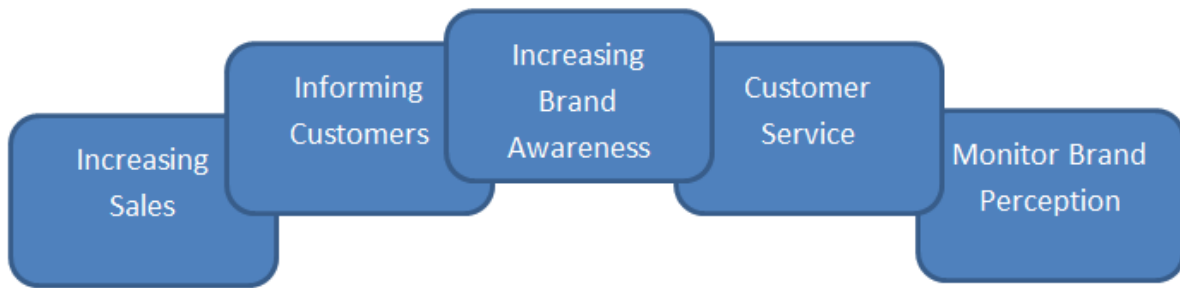 Increasing
Sales
Informing
Customers
Increasing
Brand
Awareness
Customer
Service
Monitor Brand
Perception